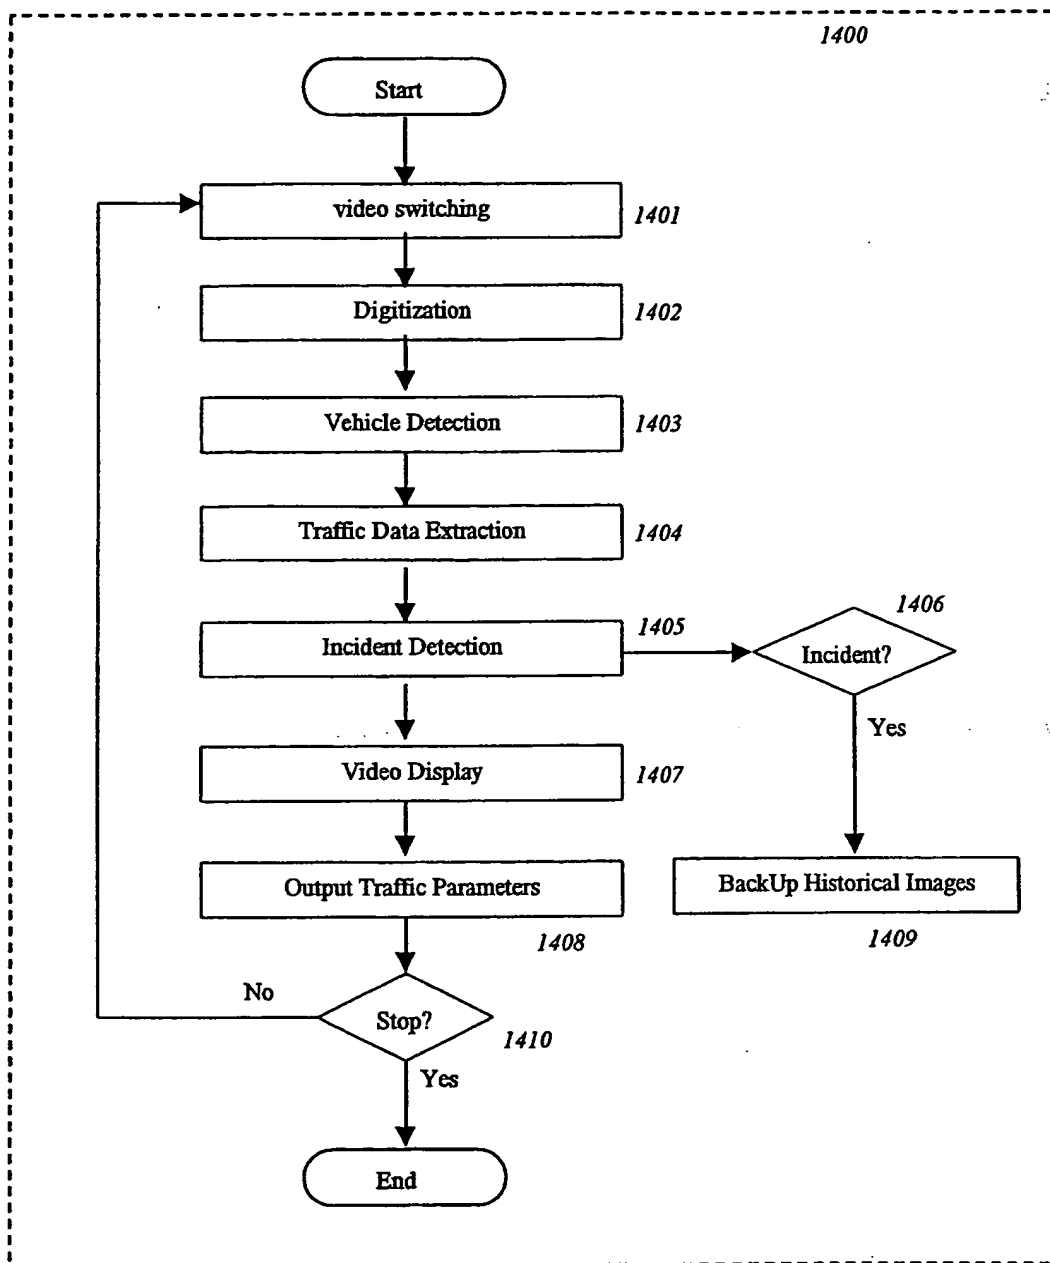 1400
Start
video switching
1401
Digitization
1402
Vehicle Detection
1403
Traffic Data Extraction
1404
Incident Detection
1405
1406
Incident?
Yes
Video Display
1407
Output Traffic Parameters
1408
BackUp Historical Images
1409
No
Stop?
1410
Yes
End